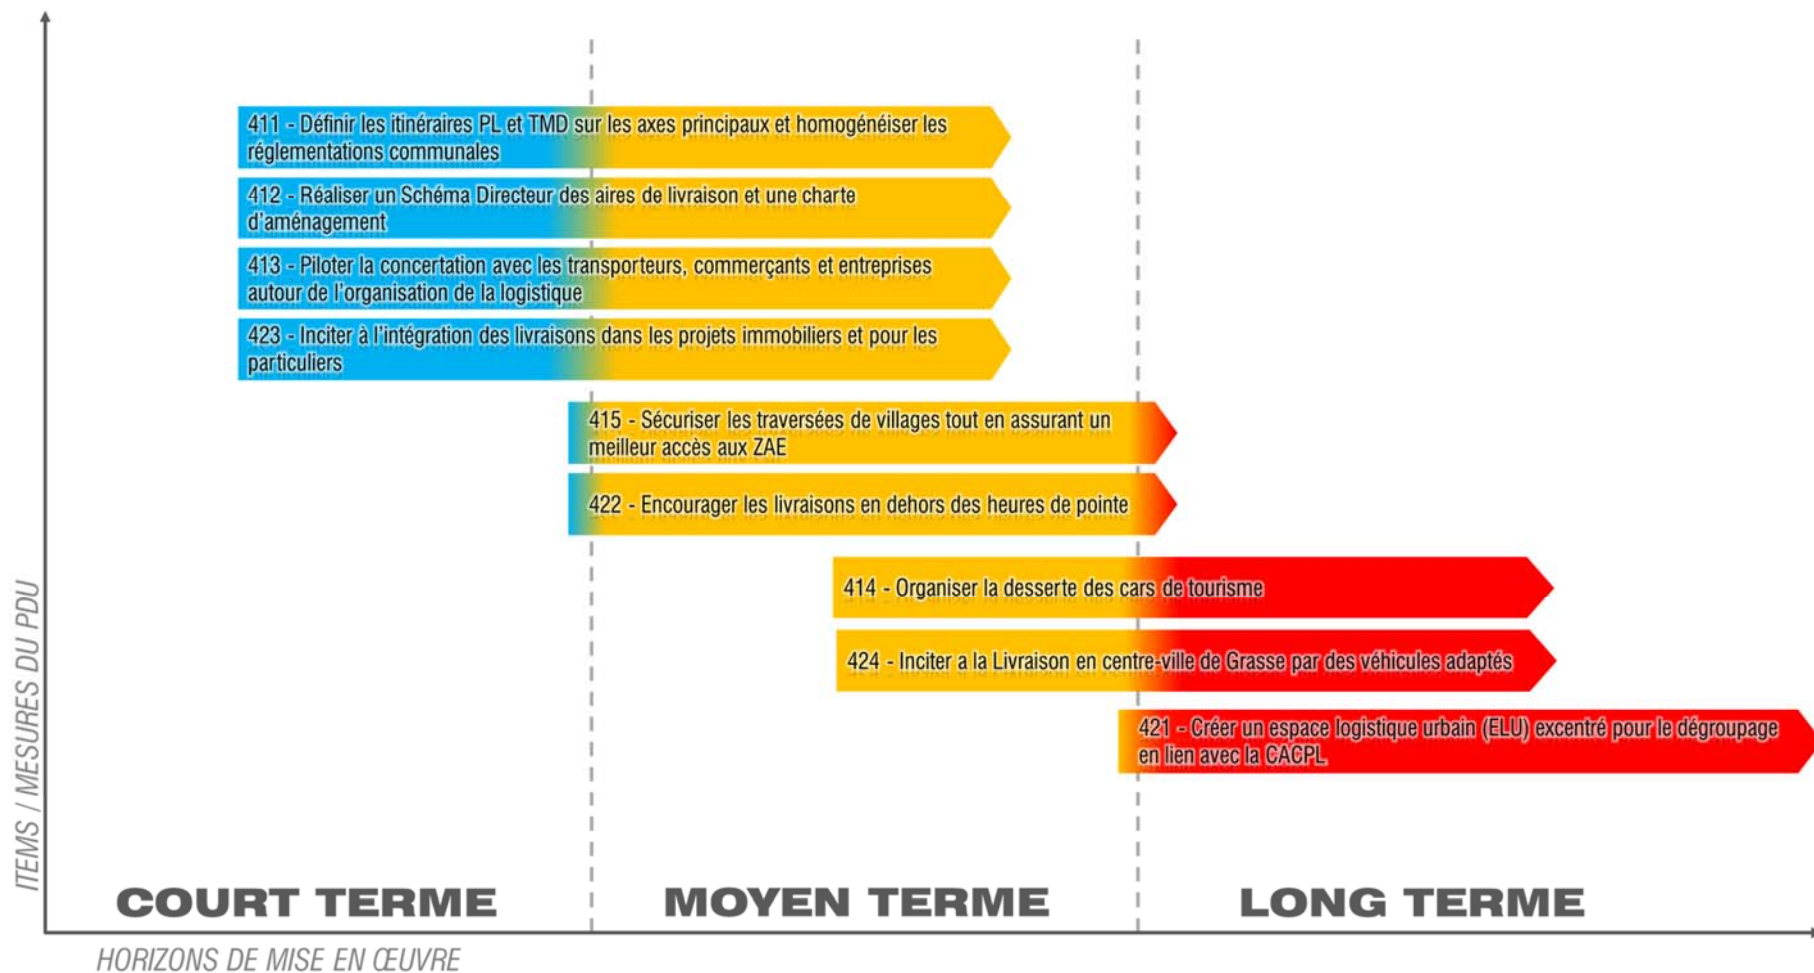 411 - Définir les itinéraires PL et TMD sur les axes principaux et homogénéiser les
réglementations communales
412 - Réaliser un Schéma Directeur des aires de livraison et une charte
d'aménagement
413 - Piloter la concertation avec les transporteurs, commerçants et entreprises
autour de l'organisation de la logistique
423 - Inciter à l'intégration des livraisons dans les projets immobiliers et pour les
particuliers
415 - Sécuriser les traversées de villages tout en assurant un
meilleur accès aux ZAE
422 - Encourager les livraisons en dehors des heures de pointe
414 - Organiser la desserte des cars de tourisme
424 - Inciter a la Livraison en centre-ville de Grasse par des véhicules adaptés
421 - Créer un espace logistique urbain (ELU) excentré pour le dégroupage
en lien avec la CACPL
ITEMS / MESURES DU PDU
COURT TERME
MOYEN TERME
LONG TERME
HORIZONS DE MISE EN ŒUVRE